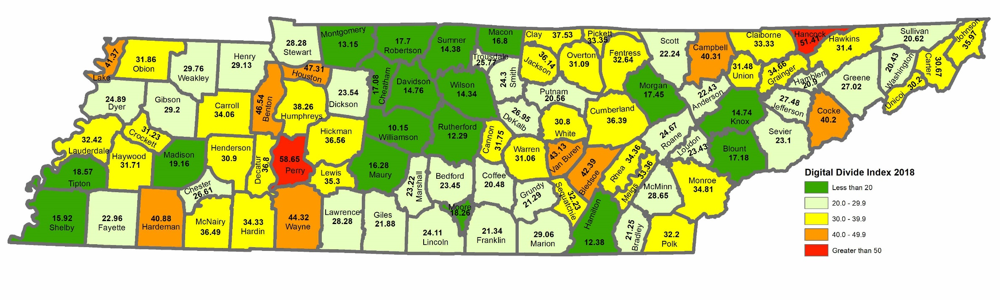 41.37
Lake
31.86
Obion
29.76
Weakley
Henry
29.13
28.28
Stewart
Montgomery
13.15
17.7
Robertson
Sumner
14.38
Macon
16.8
Trousdale
25.77
Clay 37.53
Pickett
33.35
36.14
Jackson
Overton
31.09
Fentress
32.64
Scott
22.24
Campbell
40.31
Claiborne
33.33
Hancock
51.41
Hawkins
31.4
Sullivan
20.62
Johnson
35.97
Carter
30.67
20.43
Washington
Unicoi 30.2
Greene
27.02
Hamblen
20.9
34.66
Grainger
31.48
Union
24.89
Dyer
Gibson
29.2
Carroll
34.06
46.54
Benton
47.31
Houston
38.26
Humphreys
23.54
Dickson
17.08
Cheatham
Davidson
14.76
Wilson
14.34
24.3
Smith
Putnam
20.56
26.95
DeKalb
30.8
White
Cumberland
36.39
Morgan
17.45
22.43
Anderson
14.74
Knox
27.48
Jefferson
Cocke
40.2
Sevier
23.1
Blount
17.18
Loudon
23.43
24.67
Roane
32.42
Lauderdale
31.23
Crockett
Haywood
31.71
Madison
19.16
Henderson
30.9
Decatur
36.8
58.65
Perry
Hickman
36.56
Lewis
35.3
10.15
Williamson
16.28
Maury
Rutherford
12.29
Cannon
31.75
Warren
31.06
43.13
Van Buren
42.39
Bledsoe
Rhea 34.36
Meigs 33.36
McMinn
28.65
Monroe
34.81
18.57
Tipton
15.92
Shelby
22.96
Fayette
40.88
Hardeman
Chester
26.61
McNairy
36.49
34.33
Hardin
44.32
Wayne
Lawrence
28.28
Giles
21.88
23.22
Marshall
Bedford
23.45
Moore
18.26
Coffee
20.48
24.11
Lincoln
21.34
Franklin
Grundy
21.29
29.06
Marion
Sequatchie
32.23
Hamilton
12.38
21.25
Bradley
32.2
Polk
Digital Divide Index 2018
Less than 20
20.0 - 29.9
30.0 - 39.9
40.0 - 49.9
Greater than 50